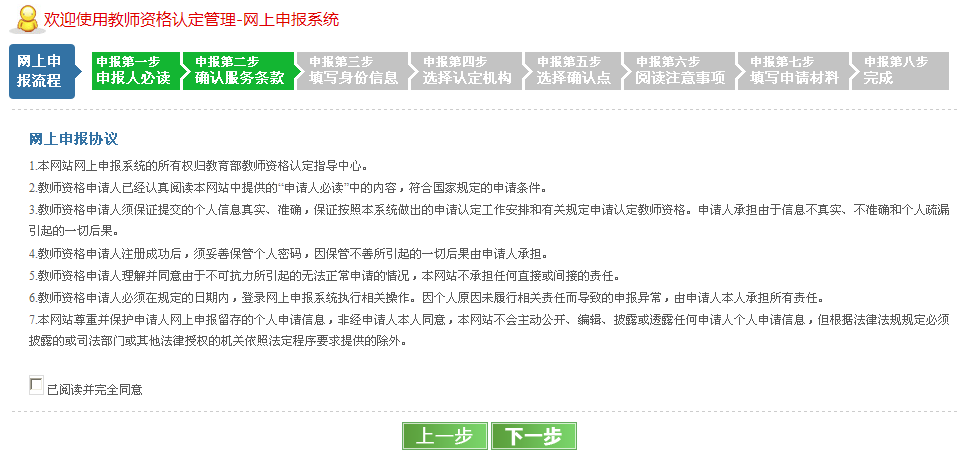 欢迎使用教师资格认定管理-网上申报系统
网上申
报流程
申报第一步
申报人必读
申报第二步
确认服务条款
申报第三步
填写身份信息
申报第四步
选择认定机构
申报第五步
选择确认点
申报第六步
阅读注意事项
申报第七步
填写申请材料
申报第八步
完成
网上申报协议
1.本网站网上申报系统的所有权归教育部教师资格认定指导中心。
2.教师资格申请人已经认真阅读本网站中提供的“申请人必读”中的内容，符合国家规定的申请条件。
3.教师资格申请人须保证提交的个人信息真实、准确，保证按照本系统做出的申请认定工作安排和有关规定申请认定教师资格。申请人承担由于信息不真实、不准确和个人疏漏
引起的一切后果。
4.教师资格申请人注册成功后，须妥善保管个人密码，因保管不善所引起的一切后果由申请人承担。
5.教师资格申请人理解并同意由于不可抗力所引起的无法正常申请的情况，本网站不承担任何直接或间接的责任。
6.教师资格申请人必须在规定的日期内，登录网上申报系统执行相关操作。因个人原因未履行相关责任而导致的申报异常，由申请人本人承担所有责任。
7.本网站尊重并保护申请人网上申报留存的个人申请信息，非经申请人本人同意，本网站不会主动公开、编辑、披露或透露任何申请人个人申请信息，但根据法律法规规定必须
披露的或司法部门或其他法律授权的机关依照法定程序要求提供的除外。
已阅读并完全同意
上一步
下一步